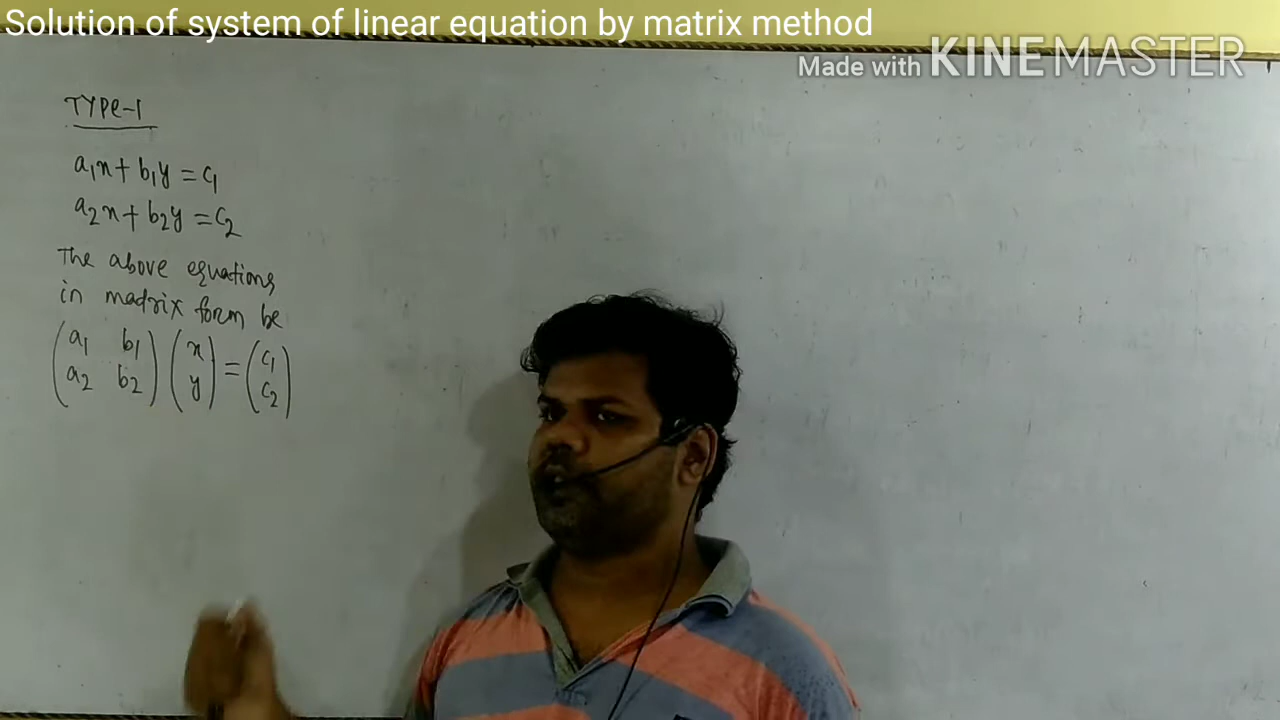 Solution of system of linear equation by matrix method
Made with KINEMASTER
TYPE-1
a₁x + b₁y = c₁
a₂x + b₂y = c₂
The above equations
in matrix form be
(a₁ b₁) (x) = (c₁)
(a₂ b₂) (y) (c₂)